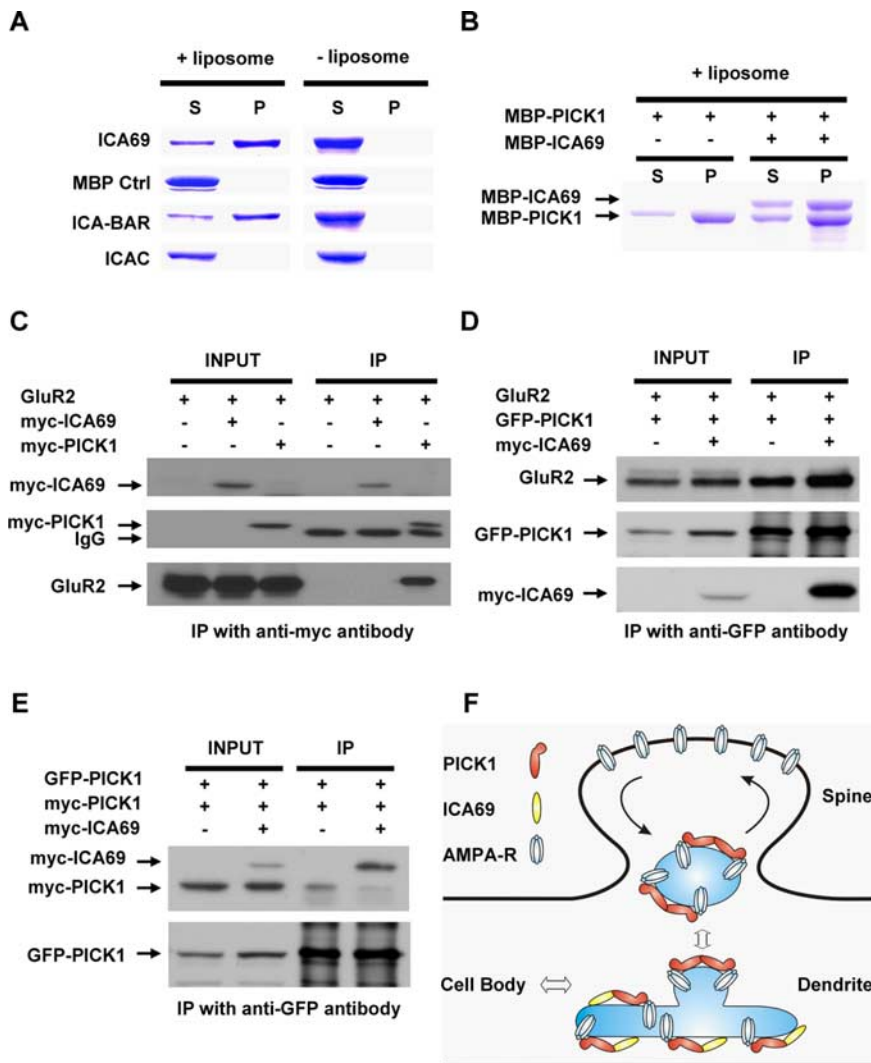 A
+ liposome - liposome
S P S P
ICA69
MBP Ctrl
ICA-BAR
ICAC
B
+ liposome
MBP-PICK1 + + + +
MBP-ICA69 - - + +
S P S P
MBP-ICA69
MBP-PICK1
C
INPUT IP
GluR2 + + + + + +
myc-ICA69 - + - - + -
myc-PICK1 - - + - - +
myc-ICA69
myc-PICK1
IgG
GluR2
IP with anti-myc antibody
D
INPUT IP
GluR2 + + + +
GFP-PICK1 + + + +
myc-ICA69 - + - +
GluR2
GFP-PICK1
myc-ICA69
IP with anti-GFP antibody
E
INPUT IP
GFP-PICK1 + + + +
myc-PICK1 + + + +
myc-ICA69 - + - +
myc-ICA69
myc-PICK1
GFP-PICK1
IP with anti-GFP antibody
F
PICK1
ICA69
AMPA-R
Spine
Cell Body
Dendrite